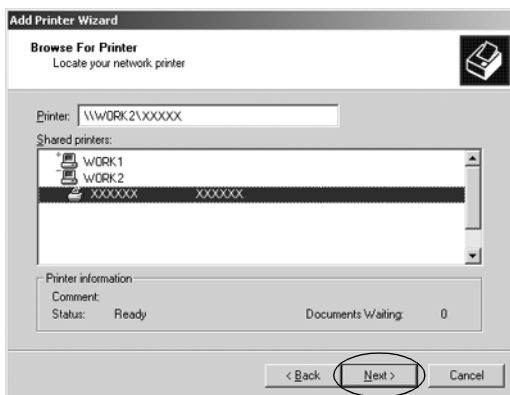 Add Printer Wizard
Browse For Printer
Locate your network printer
Printer: \\WORK2\XXXXX
Shared printers:
WORK1
WORK2
XXXXXX XXXXXX
Printer information
Comment:
Status: Ready Documents Waiting: 0
< Back Next > Cancel